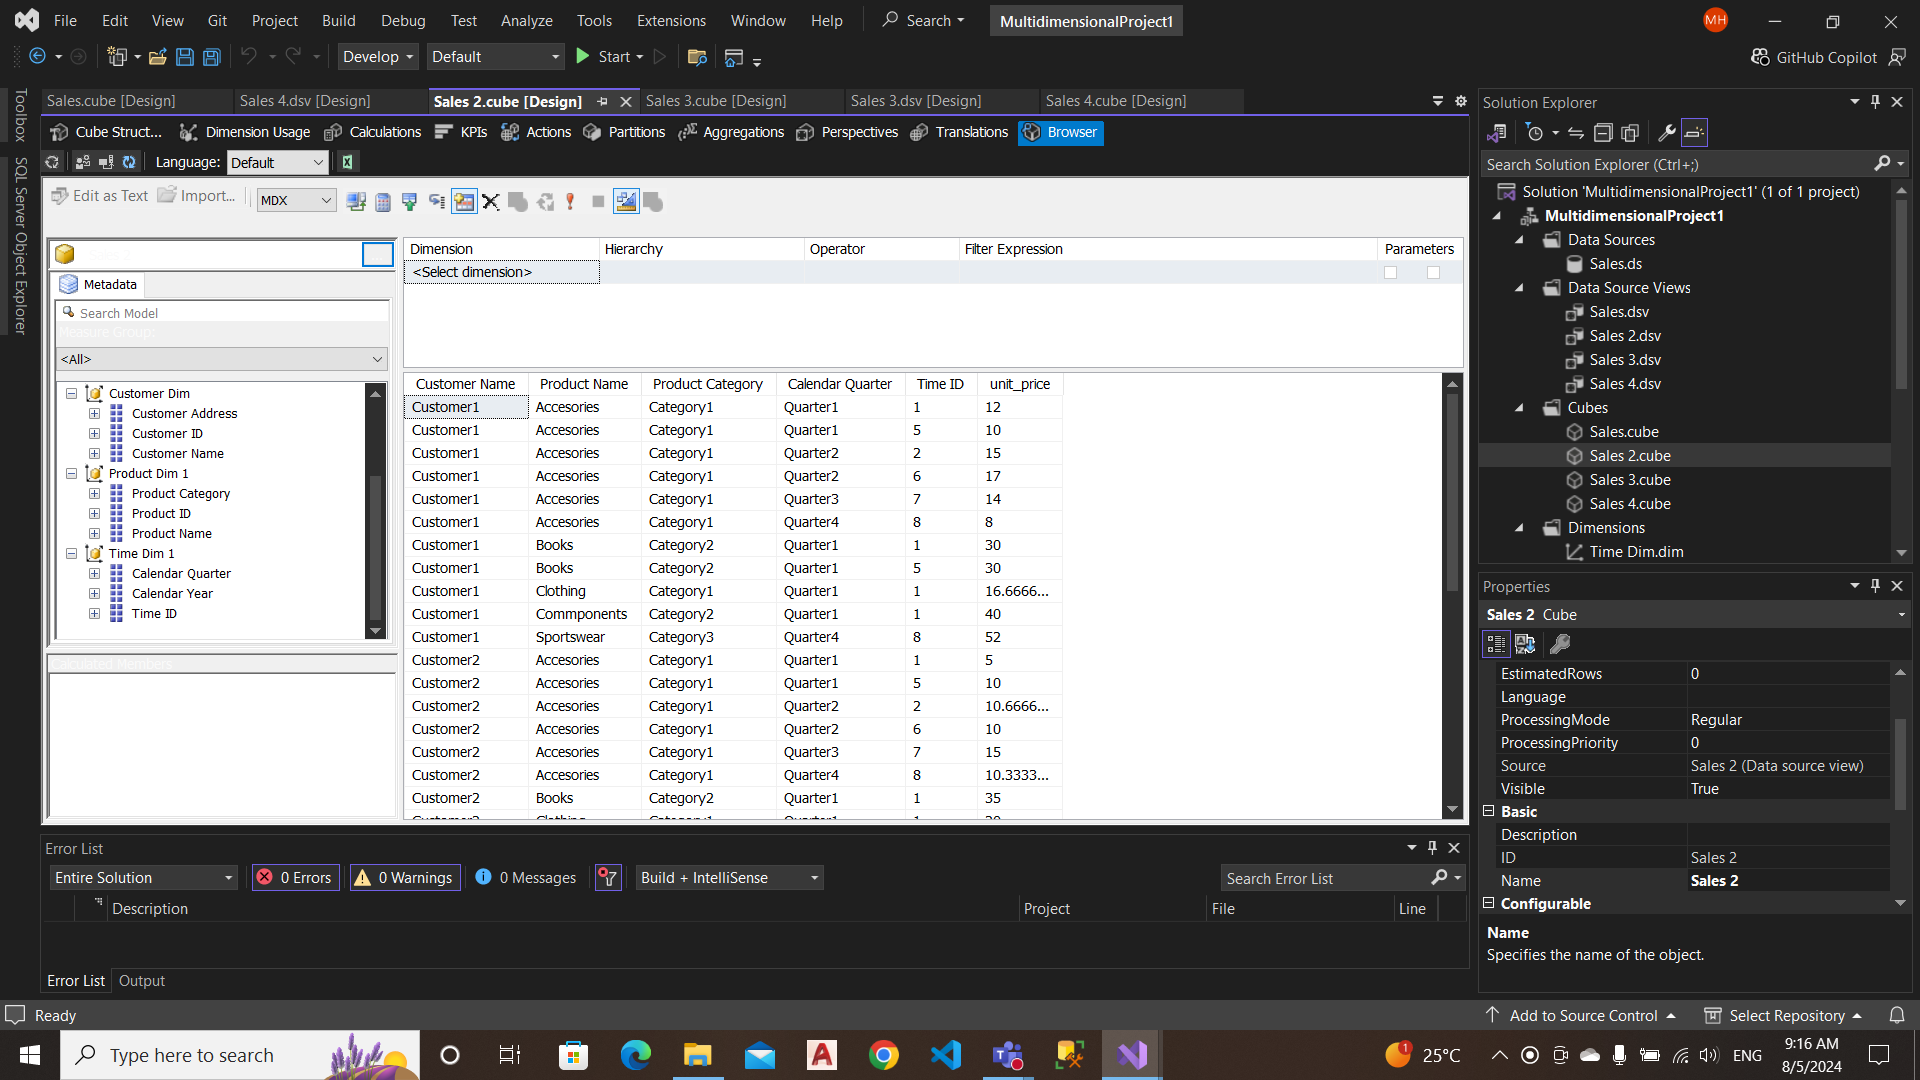 File Edit View Git Project Build Debug Test Analyze Tools Extensions Window Help Search MultidimensionalProject1 MH
Develop Default Start GitHub Copilot
Toolbox
SQL Server Object Explorer
Sales.cube [Design] Sales 4.dsv [Design] Sales 2.cube [Design] Sales 3.cube [Design] Sales 3.dsv [Design] Sales 4.cube [Design]
Cube Struct... Dimension Usage Calculations KPIs Actions Partitions Aggregations Perspectives Translations Browser
Language: Default
Edit as Text Import... MDX
Metadata
Search Model
Measure Group:
<All>
Customer Dim
Customer Address
Customer ID
Customer Name
Product Dim 1
Product Category
Product ID
Product Name
Time Dim 1
Calendar Quarter
Calendar Year
Time ID
Calculated Members
Dimension Hierarchy Operator Filter Expression Parameters
<Select dimension>
Customer Name Product Name Product Category Calendar Quarter Time ID unit_price
Customer1 Accesories Category1 Quarter1 1 12
Customer1 Accesories Category1 Quarter1 5 10
Customer1 Accesories Category1 Quarter2 2 15
Customer1 Accesories Category1 Quarter2 6 17
Customer1 Accesories Category1 Quarter3 7 14
Customer1 Accesories Category1 Quarter4 8 8
Customer1 Books Category2 Quarter1 1 30
Customer1 Books Category2 Quarter1 5 30
Customer1 Clothing Category1 Quarter1 1 16.6666...
Customer1 Commponents Category2 Quarter1 1 40
Customer1 Sportswear Category3 Quarter4 8 52
Customer2 Accesories Category1 Quarter1 1 5
Customer2 Accesories Category1 Quarter1 5 10
Customer2 Accesories Category1 Quarter2 2 10.6666...
Customer2 Accesories Category1 Quarter2 6 10
Customer2 Accesories Category1 Quarter3 7 15
Customer2 Accesories Category1 Quarter4 8 10.3333...
Customer2 Books Category2 Quarter1 1 35
Error List
Entire Solution 0 Errors 0 Warnings 0 Messages Build + IntelliSense Search Error List
Description Project File Line
Error List Output
Solution Explorer
Search Solution Explorer (Ctrl+;)
Solution 'MultidimensionalProject1' (1 of 1 project)
MultidimensionalProject1
Data Sources
Sales.ds
Data Source Views
Sales.dsv
Sales 2.dsv
Sales 3.dsv
Sales 4.dsv
Cubes
Sales.cube
Sales 2.cube
Sales 3.cube
Sales 4.cube
Dimensions
Time Dim.dim
Properties
Sales 2 Cube
EstimatedRows 0
Language
ProcessingMode Regular
ProcessingPriority 0
Source Sales 2 (Data source view)
Visible True
Basic
Description
ID Sales 2
Name Sales 2
Configurable
Name
Specifies the name of the object.
Ready Add to Source Control Select Repository
Type here to search 1 25°C ENG 9:16 AM
8/5/2024